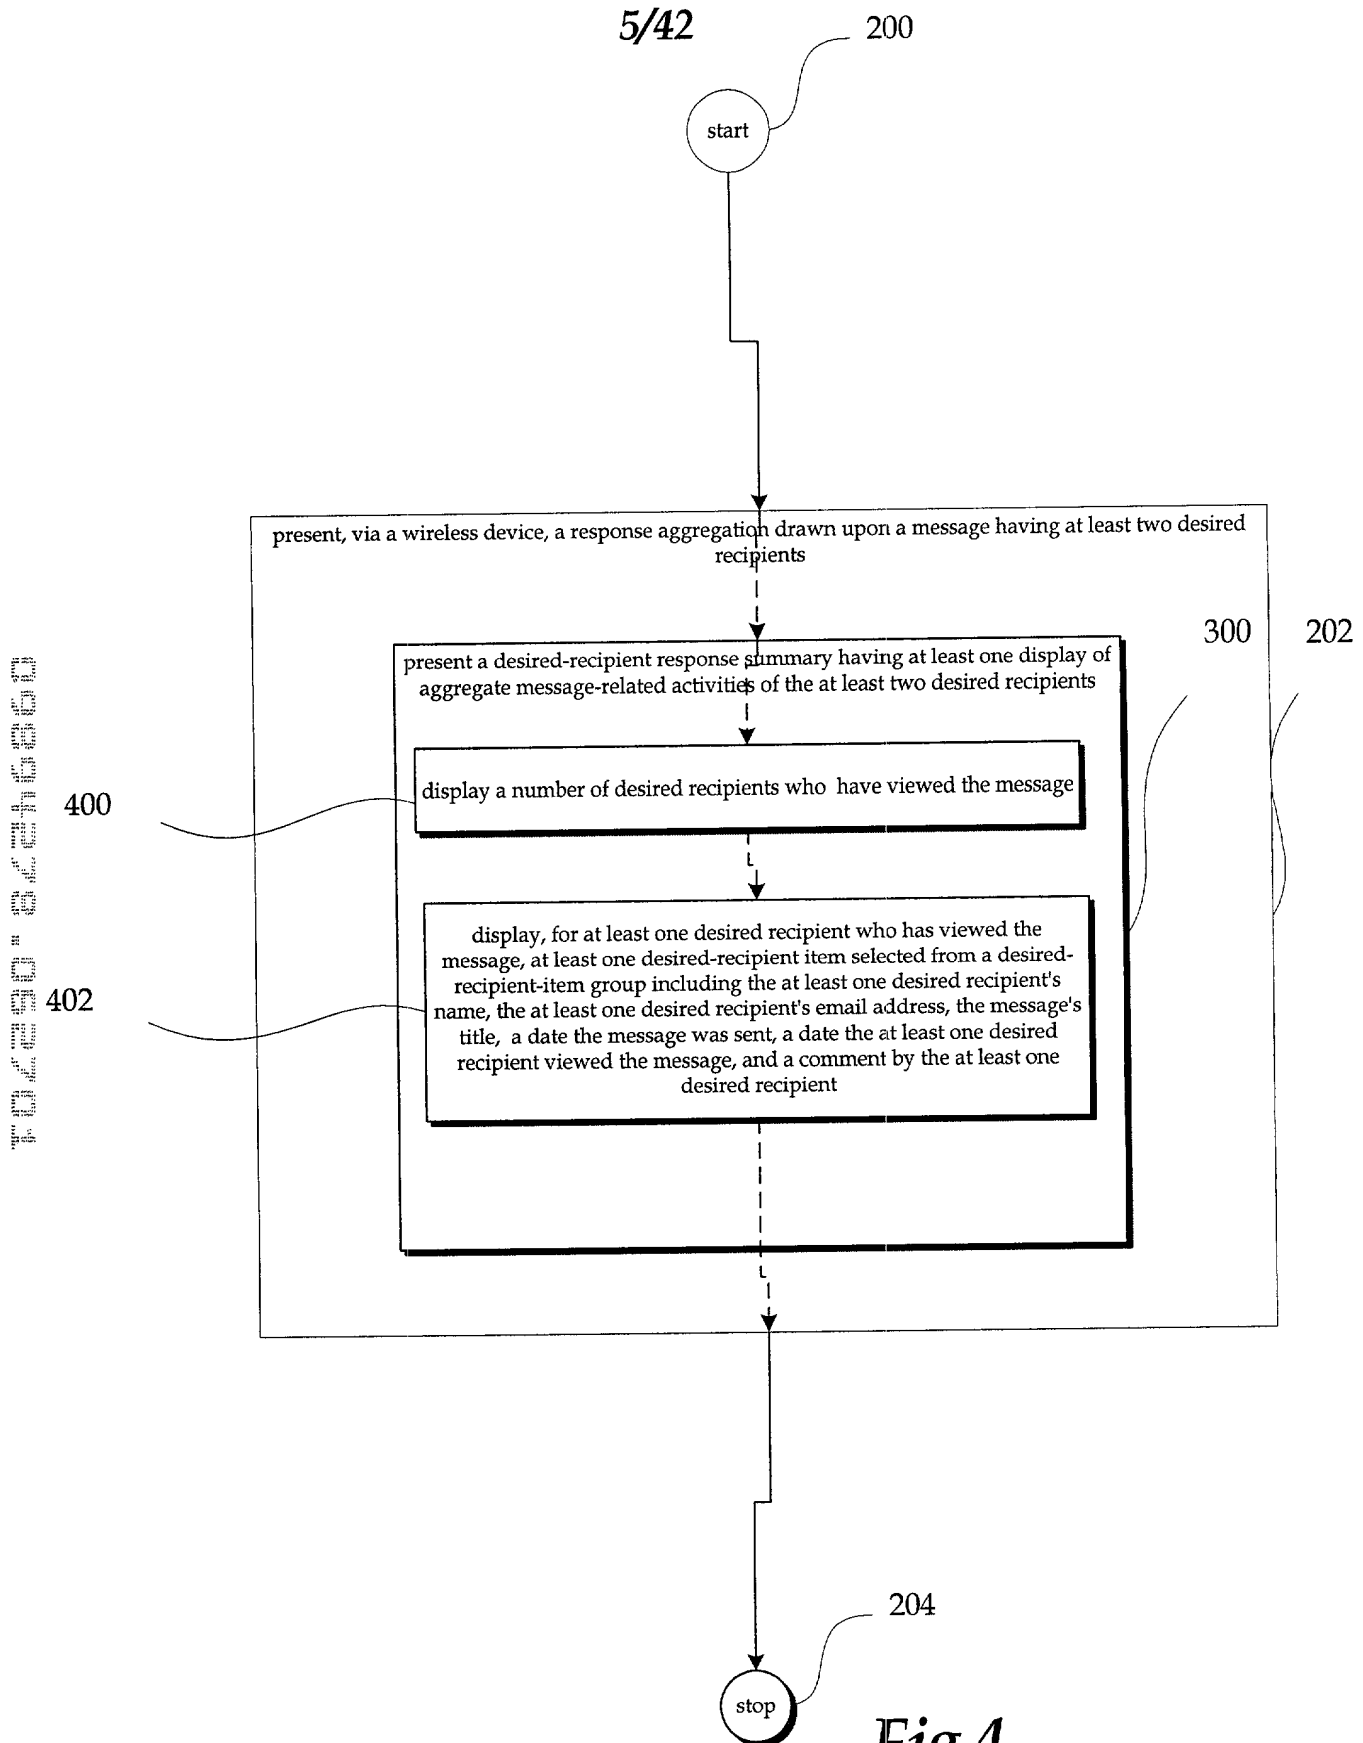 5/42
200
start
present, via a wireless device, a response aggregation drawn upon a message having at least two desired
recipients
300
202
present a desired-recipient response summary having at least one display of
aggregate message-related activities of the at least two desired recipients
display a number of desired recipients who have viewed the message
400
display, for at least one desired recipient who has viewed the
message, at least one desired-recipient item selected from a desired-
recipient-item group including the at least one desired recipient's
name, the at least one desired recipient's email address, the message's
title, a date the message was sent, a date the at least one desired
recipient viewed the message, and a comment by the at least one
desired recipient
402
204
stop
Fig 4